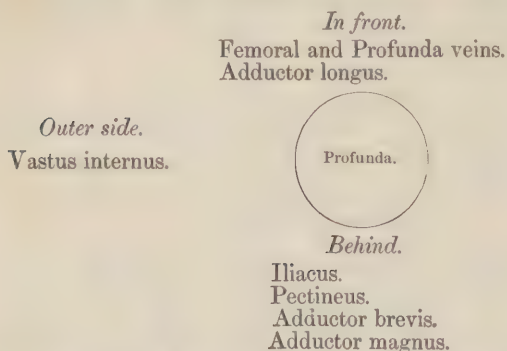 In front.
Femoral and Profunda veins.
Adductor longus.
Outer side.
Vastus internus.
Profunda.
Behind.
Iliacus.
Pectineus.
Adductor brevis.
Adductor magnus.